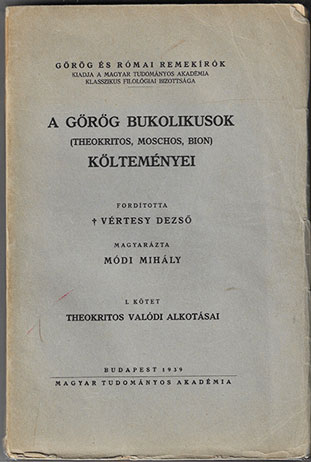 GÖRÖG ÉS RÓMAI REMEKÍRÓK
KIADJA A MAGYAR TUDOMÁNYOS AKADÉMIA
KLASSZIKUS FILOLÓGIAI BIZOTTSÁGA
A GÖRÖG BUKOLIKUSOK
(THEOKRITOS, MOSCHOS, BION)
KÖLTEMÉNYEI
FORDÍTOTTA
† VÉRTESY DEZSŐ
MAGYARÁZTA
MÓDI MIHÁLY
I. KÖTET
THEOKRITOS VALÓDI ALKOTÁSAI
BUDAPEST 1939
MAGYAR TUDOMÁNYOS AKADÉMIA